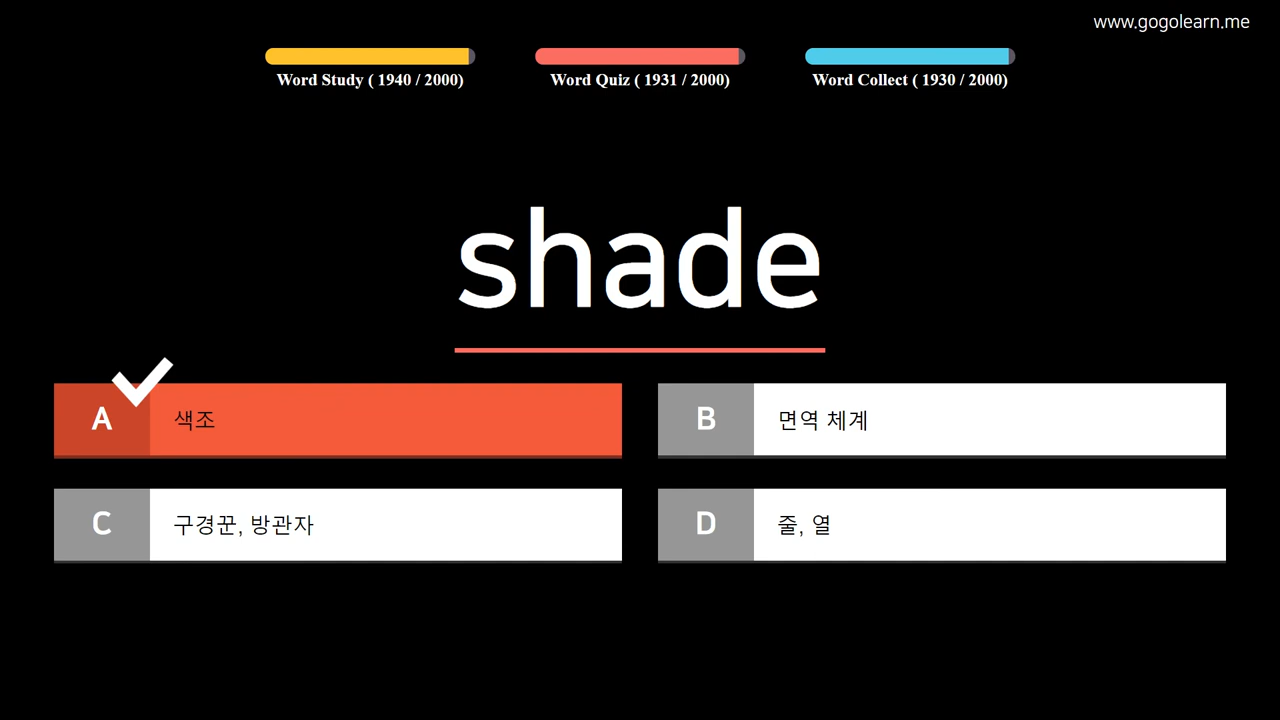 www.gogolearn.me
Word Study ( 1940 / 2000)
Word Quiz ( 1931 / 2000)
Word Collect ( 1930 / 2000)
shade
A 색조
B 면역 체계
C 구경꾼, 방관자
D 줄, 열